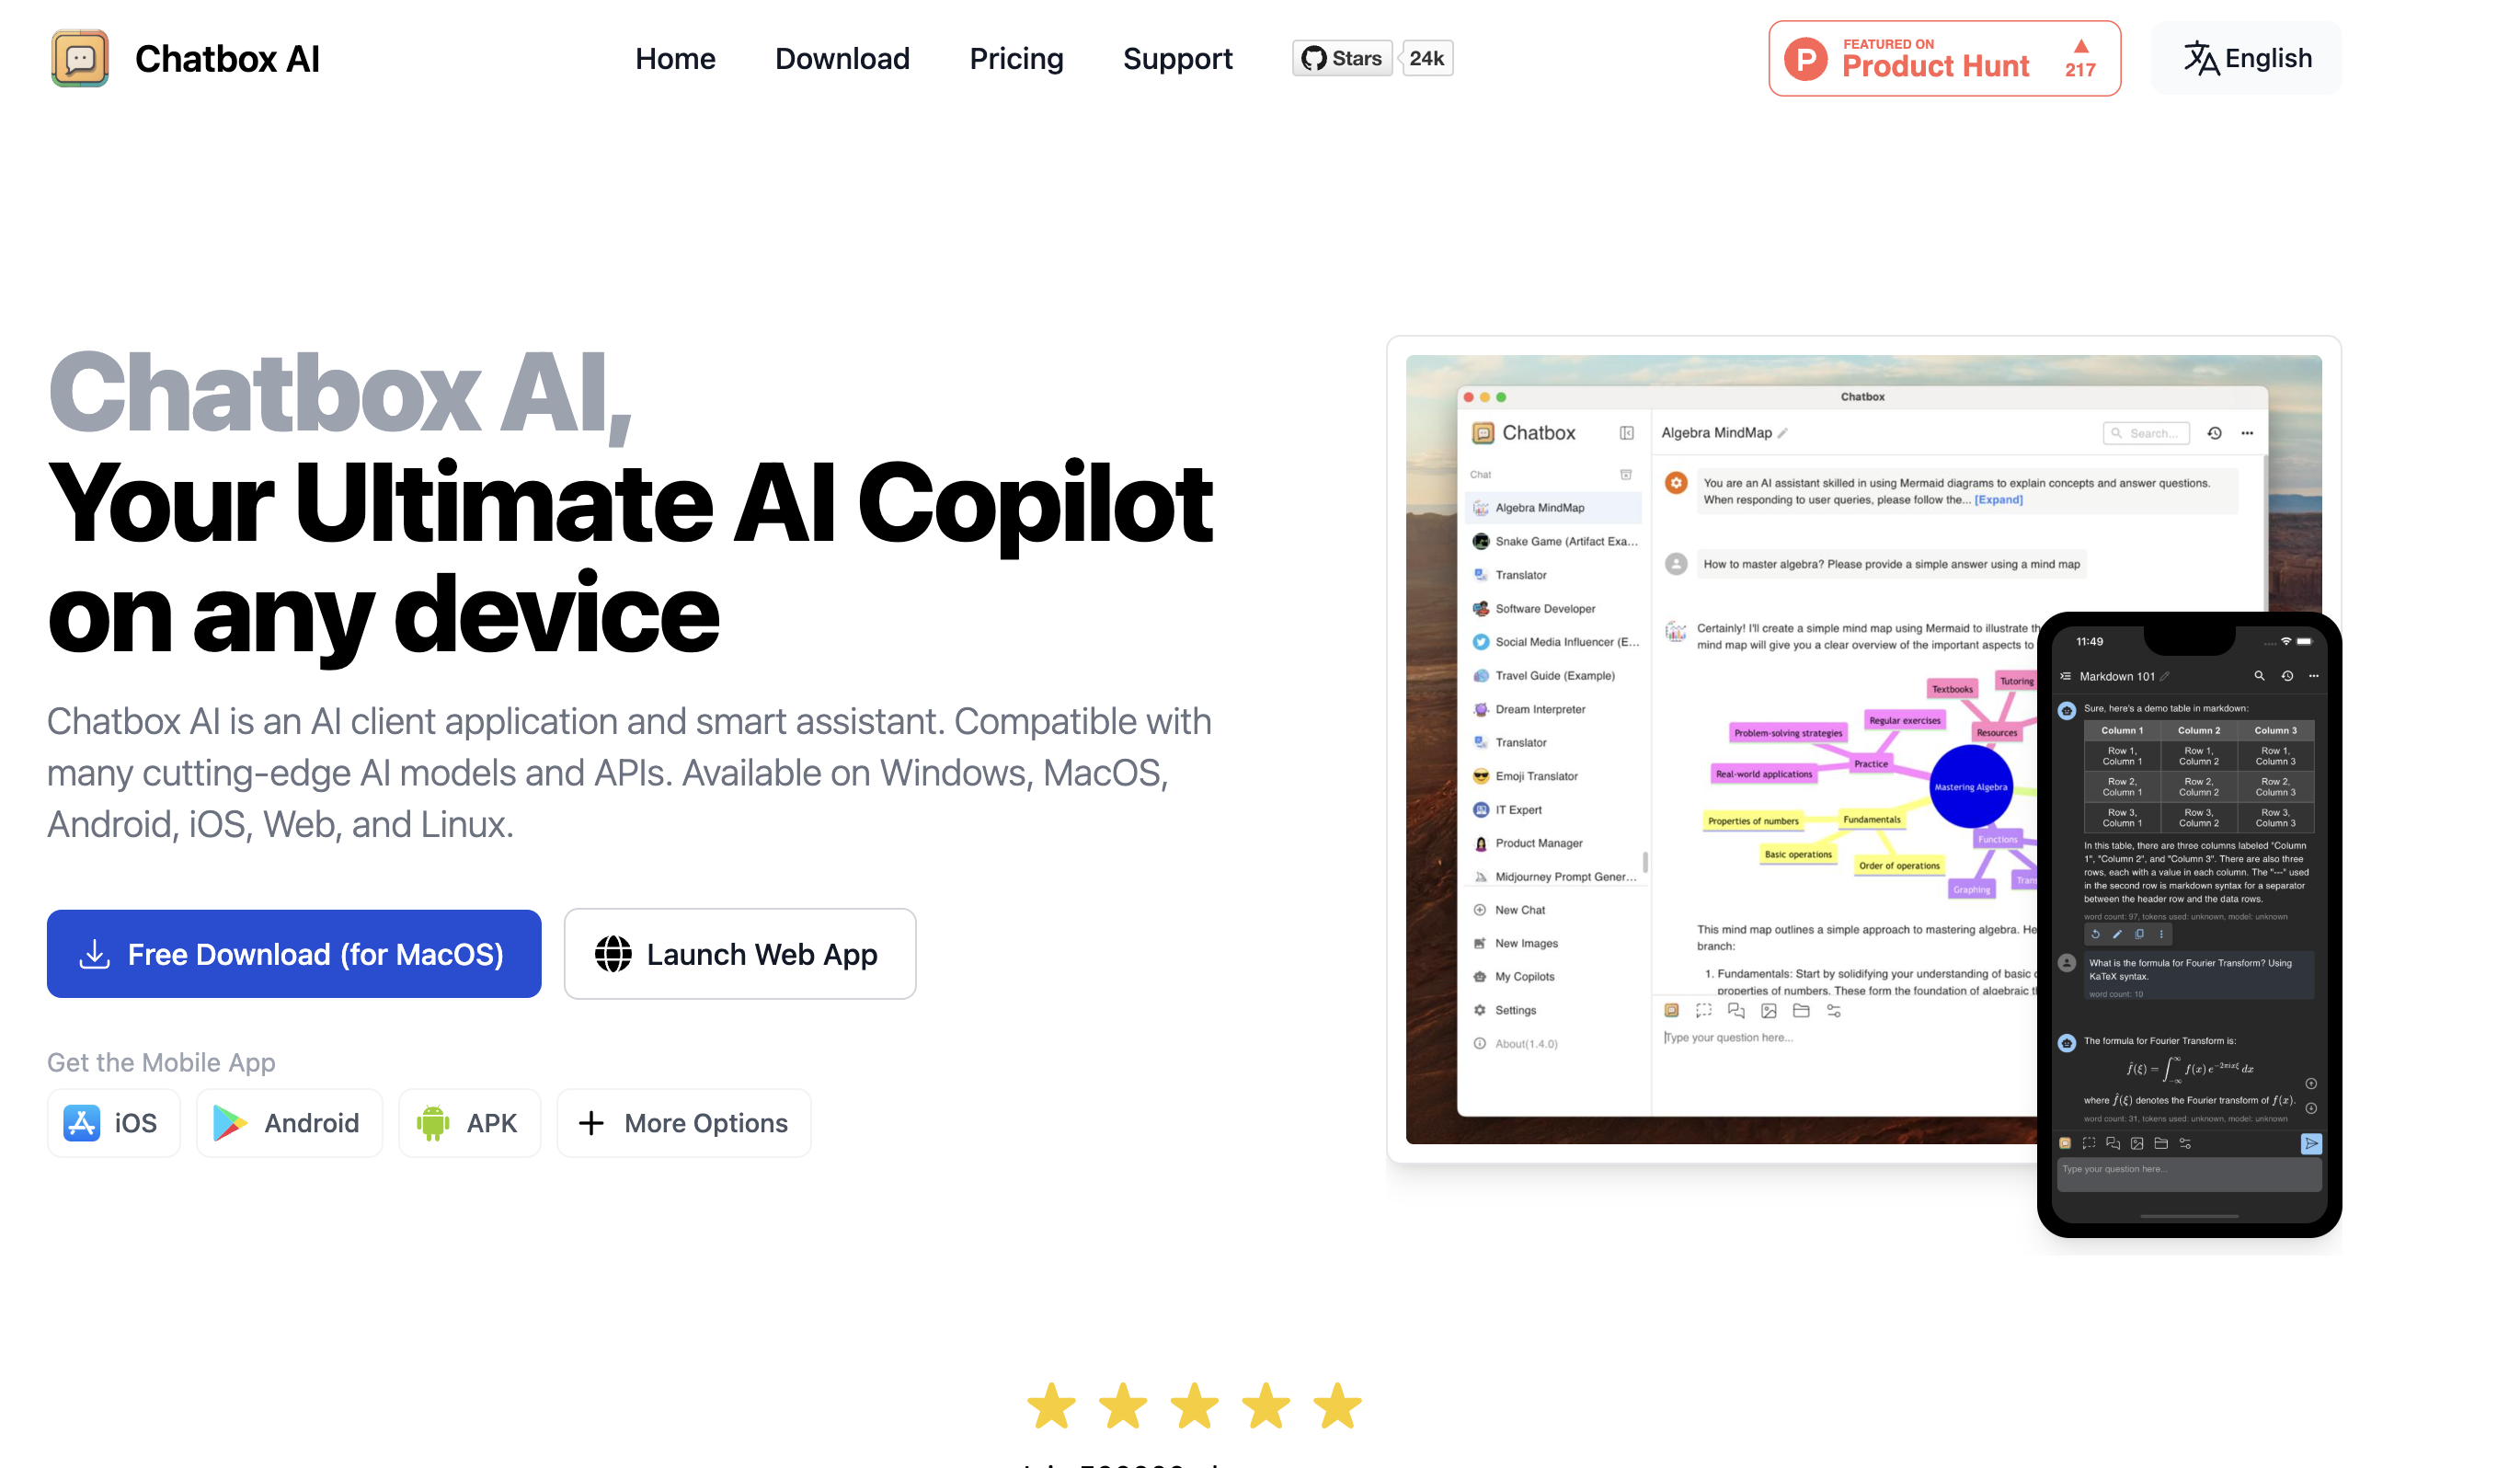 Chatbox AI
Home
Download
Pricing
Support
Stars
24k
FEATURED ON
Product Hunt
217
English
Chatbox AI,
Your Ultimate AI Copilot
on any device
Chatbox AI is an AI client application and smart assistant. Compatible with
many cutting-edge AI models and APIs. Available on Windows, MacOS,
Android, iOS, Web, and Linux.
Free Download (for MacOS)
Launch Web App
Get the Mobile App
iOS
Android
APK
More Options
Chatbox
Chatbox
Chat
Algebra MindMap
Snake Game (Artifact Exa...
Translator
Software Developer
Social Media Influencer (E...
Travel Guide (Example)
Dream Interpreter
Translator
Emoji Translator
IT Expert
Product Manager
Midjourney Prompt Gener...
New Chat
New Images
My Copilots
Settings
About(1.4.0)
Algebra MindMap
Search...
You are an AI assistant skilled in using Mermaid diagrams to explain concepts and answer questions.
When responding to user queries, please follow the... [Expand]
How to master algebra? Please provide a simple answer using a mind map
Certainly! I'll create a simple mind map using Mermaid to illustrate
mind map will give you a clear overview of the important aspects to
Textbooks
Tutoring
Regular exercises
Problem-solving strategies
Resources
Practice
Real-world applications
Mastering Algebra
Properties of numbers
Fundamentals
Functions
Basic operations
Order of operations
Graphing
Trans
This mind map outlines a simple approach to mastering algebra. He
branch:
1. Fundamentals: Start by solidifying your understanding of basic
properties of numbers. These form the foundation of algebraic
Type your question here...
11:49
Markdown 101
Sure, here's a demo table in markdown:
Column 1 Column 2 Column 3
Row 1, Column 1 Row 1, Column 2 Row 1, Column 3
Row 2, Column 1 Row 2, Column 2 Row 2, Column 3
Row 3, Column 1 Row 3, Column 2 Row 3, Column 3
In this table, there are three columns labeled "Column
1", "Column 2", and "Column 3". There are also three
rows, each with a value in each column. The "---" used
in the second row is markdown syntax for a separator
between the header row and the data rows.
word count: 97, tokens used: unknown, model: unknown
What is the formula for Fourier Transform? Using
KaTeX syntax.
word count: 10
The formula for Fourier Transform is:
f̂(ξ) = ∫_{-∞}^{∞} f(x) e^{-2πixξ} dx
where f̂(ξ) denotes the Fourier transform of f(x).
word count: 31, tokens used: unknown, model: unknown
Type your question here...